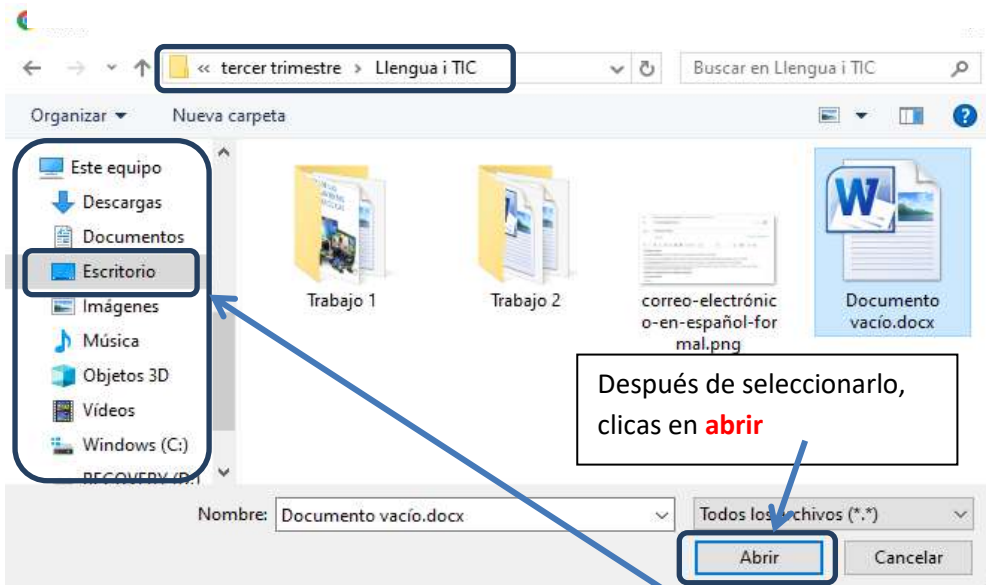 « tercer trimestre > Llengua i TIC
Buscar en Llengua i TIC
Organizar
Nueva carpeta
Este equipo
Descargas
Documentos
Escritorio
Imágenes
Música
Objetos 3D
Vídeos
Windows (C:)
RECOVERY (D:)
Trabajo 1
Trabajo 2
correo-electrónic
o-en-español-for
mal.png
Documento
vacío.docx
Después de seleccionarlo,
clicas en abrir
Nombre: Documento vacío.docx
Todos los archivos (*.*)
Abrir
Cancelar